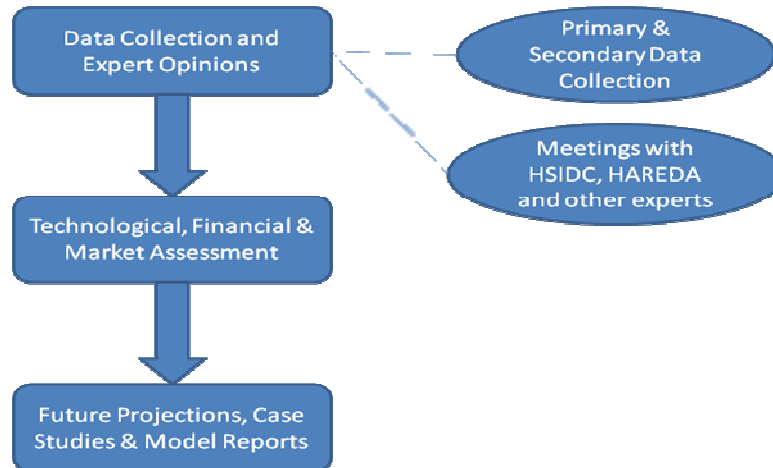 Data Collection and
Expert Opinions
Primary &
Secondary Data
Collection
Meetings with
HSIDC, HAREDA
and other experts
Technological, Financial &
Market Assessment
Future Projections, Case
Studies & Model Reports